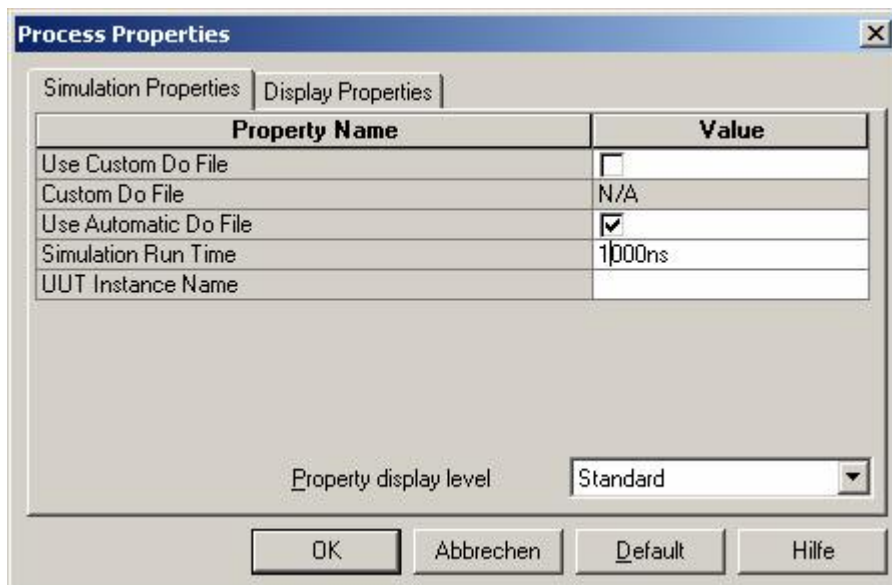 Process Properties
Simulation Properties Display Properties
Property Name Value
Use Custom Do File
Custom Do File N/A
Use Automatic Do File
Simulation Run Time 1000ns
UUT Instance Name
Property display level Standard
OK Abbrechen Default Hilfe